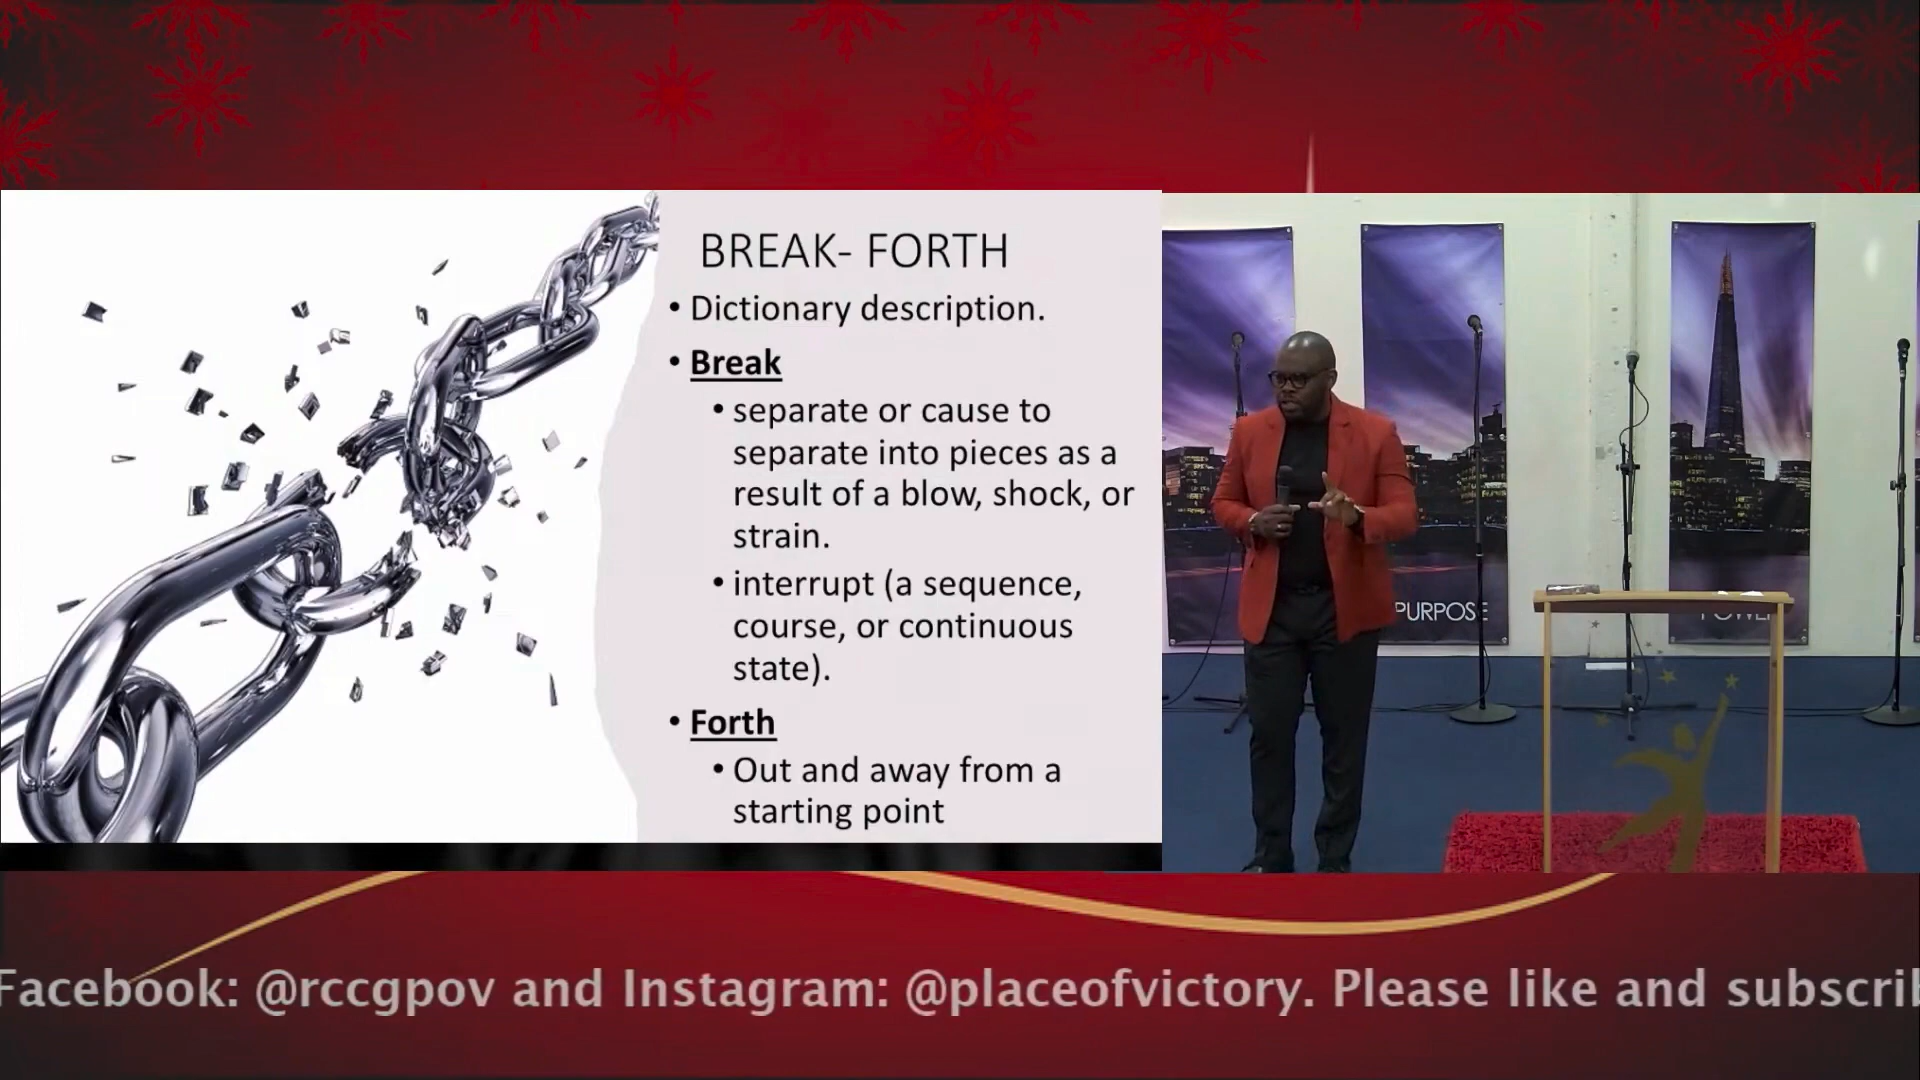 BREAK- FORTH
• Dictionary description.
• Break
• separate or cause to
separate into pieces as a
result of a blow, shock, or
strain.
• interrupt (a sequence,
course, or continuous
state).
• Forth
• Out and away from a
starting point
PURPOSE
POWER
Facebook: @rccgpov and Instagram: @placeofvictory. Please like and subscrib